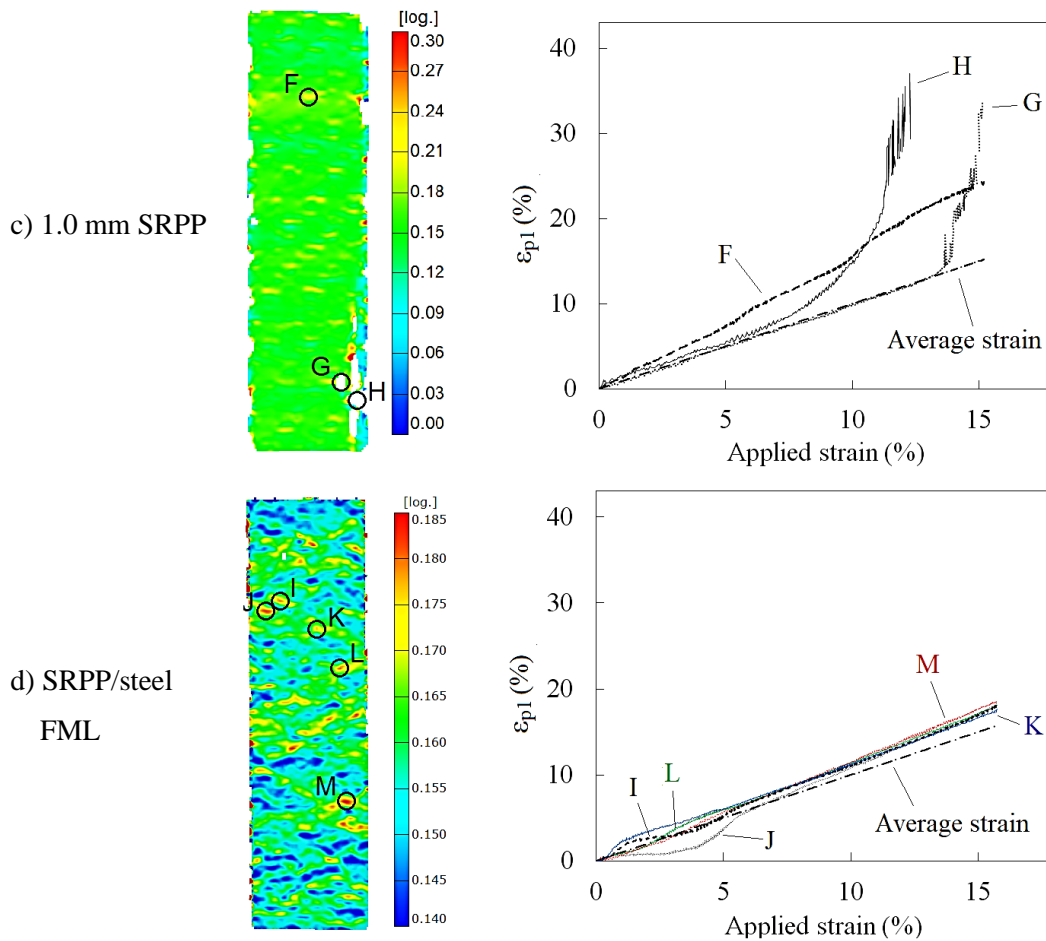 c) 1.0 mm SRPP
[log.]
0.30
0.27
0.24
0.21
0.18
0.15
0.12
0.09
0.06
0.03
0.00
F
G
H
40
30
20
10
0
εp1 (%)
H
G
F
Average strain
0
5
10
15
Applied strain (%)
d) SRPP/steel
FML
[log.]
0.185
0.180
0.175
0.170
0.165
0.160
0.155
0.150
0.145
0.140
J
I
K
L
M
40
30
20
10
0
εp1 (%)
M
K
L
I
J
Average strain
0
5
10
15
Applied strain (%)